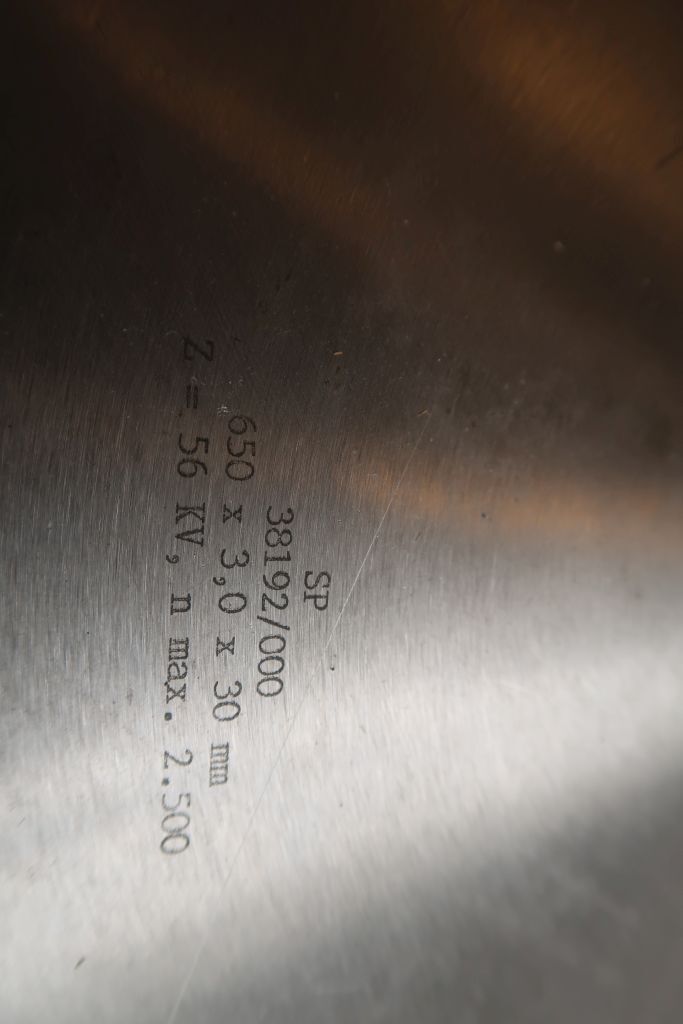 SP
38192/000
650 x 3,0 x 30 mm
Z = 56 KV, n max. 2.500